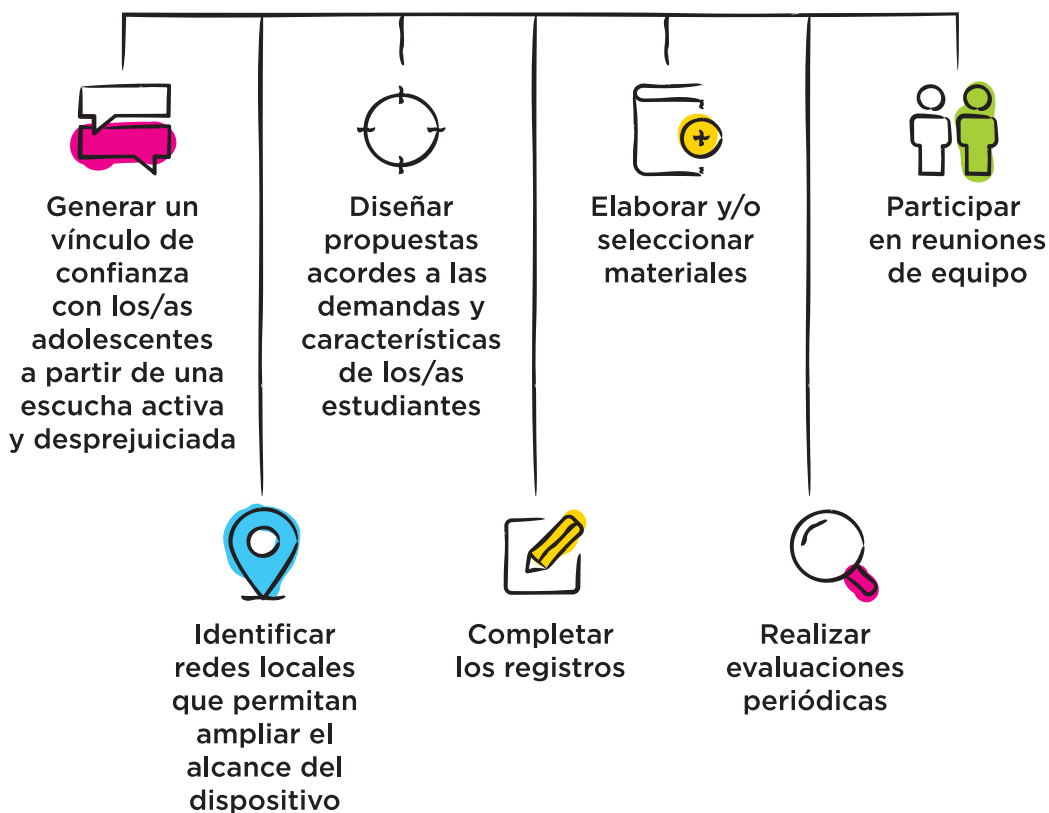 Generar un
vínculo de
confianza
con los/as
adolescentes
a partir de una
escucha activa
y desprejuiciada
Diseñar
propuestas
acordes a las
demandas y
características
de los/as
estudiantes
Elaborar y/o
seleccionar
materiales
Participar
en reuniones
de equipo
Identificar
redes locales
que permitan
ampliar el
alcance del
dispositivo
Completar
los registros
Realizar
evaluaciones
periódicas